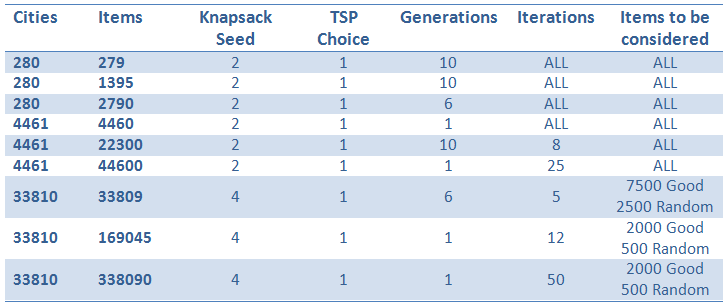 Cities Items Knapsack Seed TSP Choice Generations Iterations Items to be considered
280 279 2 1 10 ALL ALL
280 1395 2 1 10 ALL ALL
280 2790 2 1 6 ALL ALL
4461 4460 2 1 1 ALL ALL
4461 22300 2 1 10 8 ALL
4461 44600 2 1 1 25 ALL
33810 33809 4 1 6 5 7500 Good 2500 Random
33810 169045 4 1 1 12 2000 Good 500 Random
33810 338090 4 1 1 50 2000 Good 500 Random